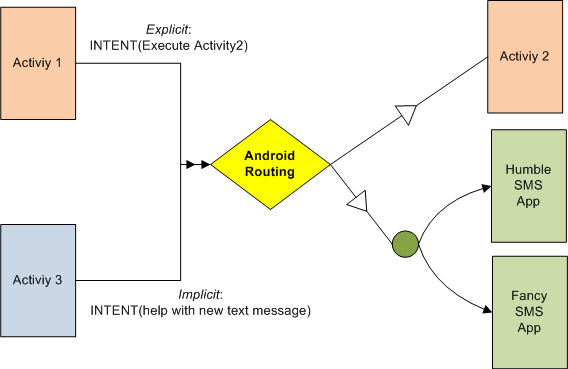 Explicit:
INTENT(Execute Activity2)
Activiy 1
Activiy 2
Android
Routing
Humble
SMS
App
Activiy 3
Implicit:
INTENT(help with new text message)
Fancy
SMS
App